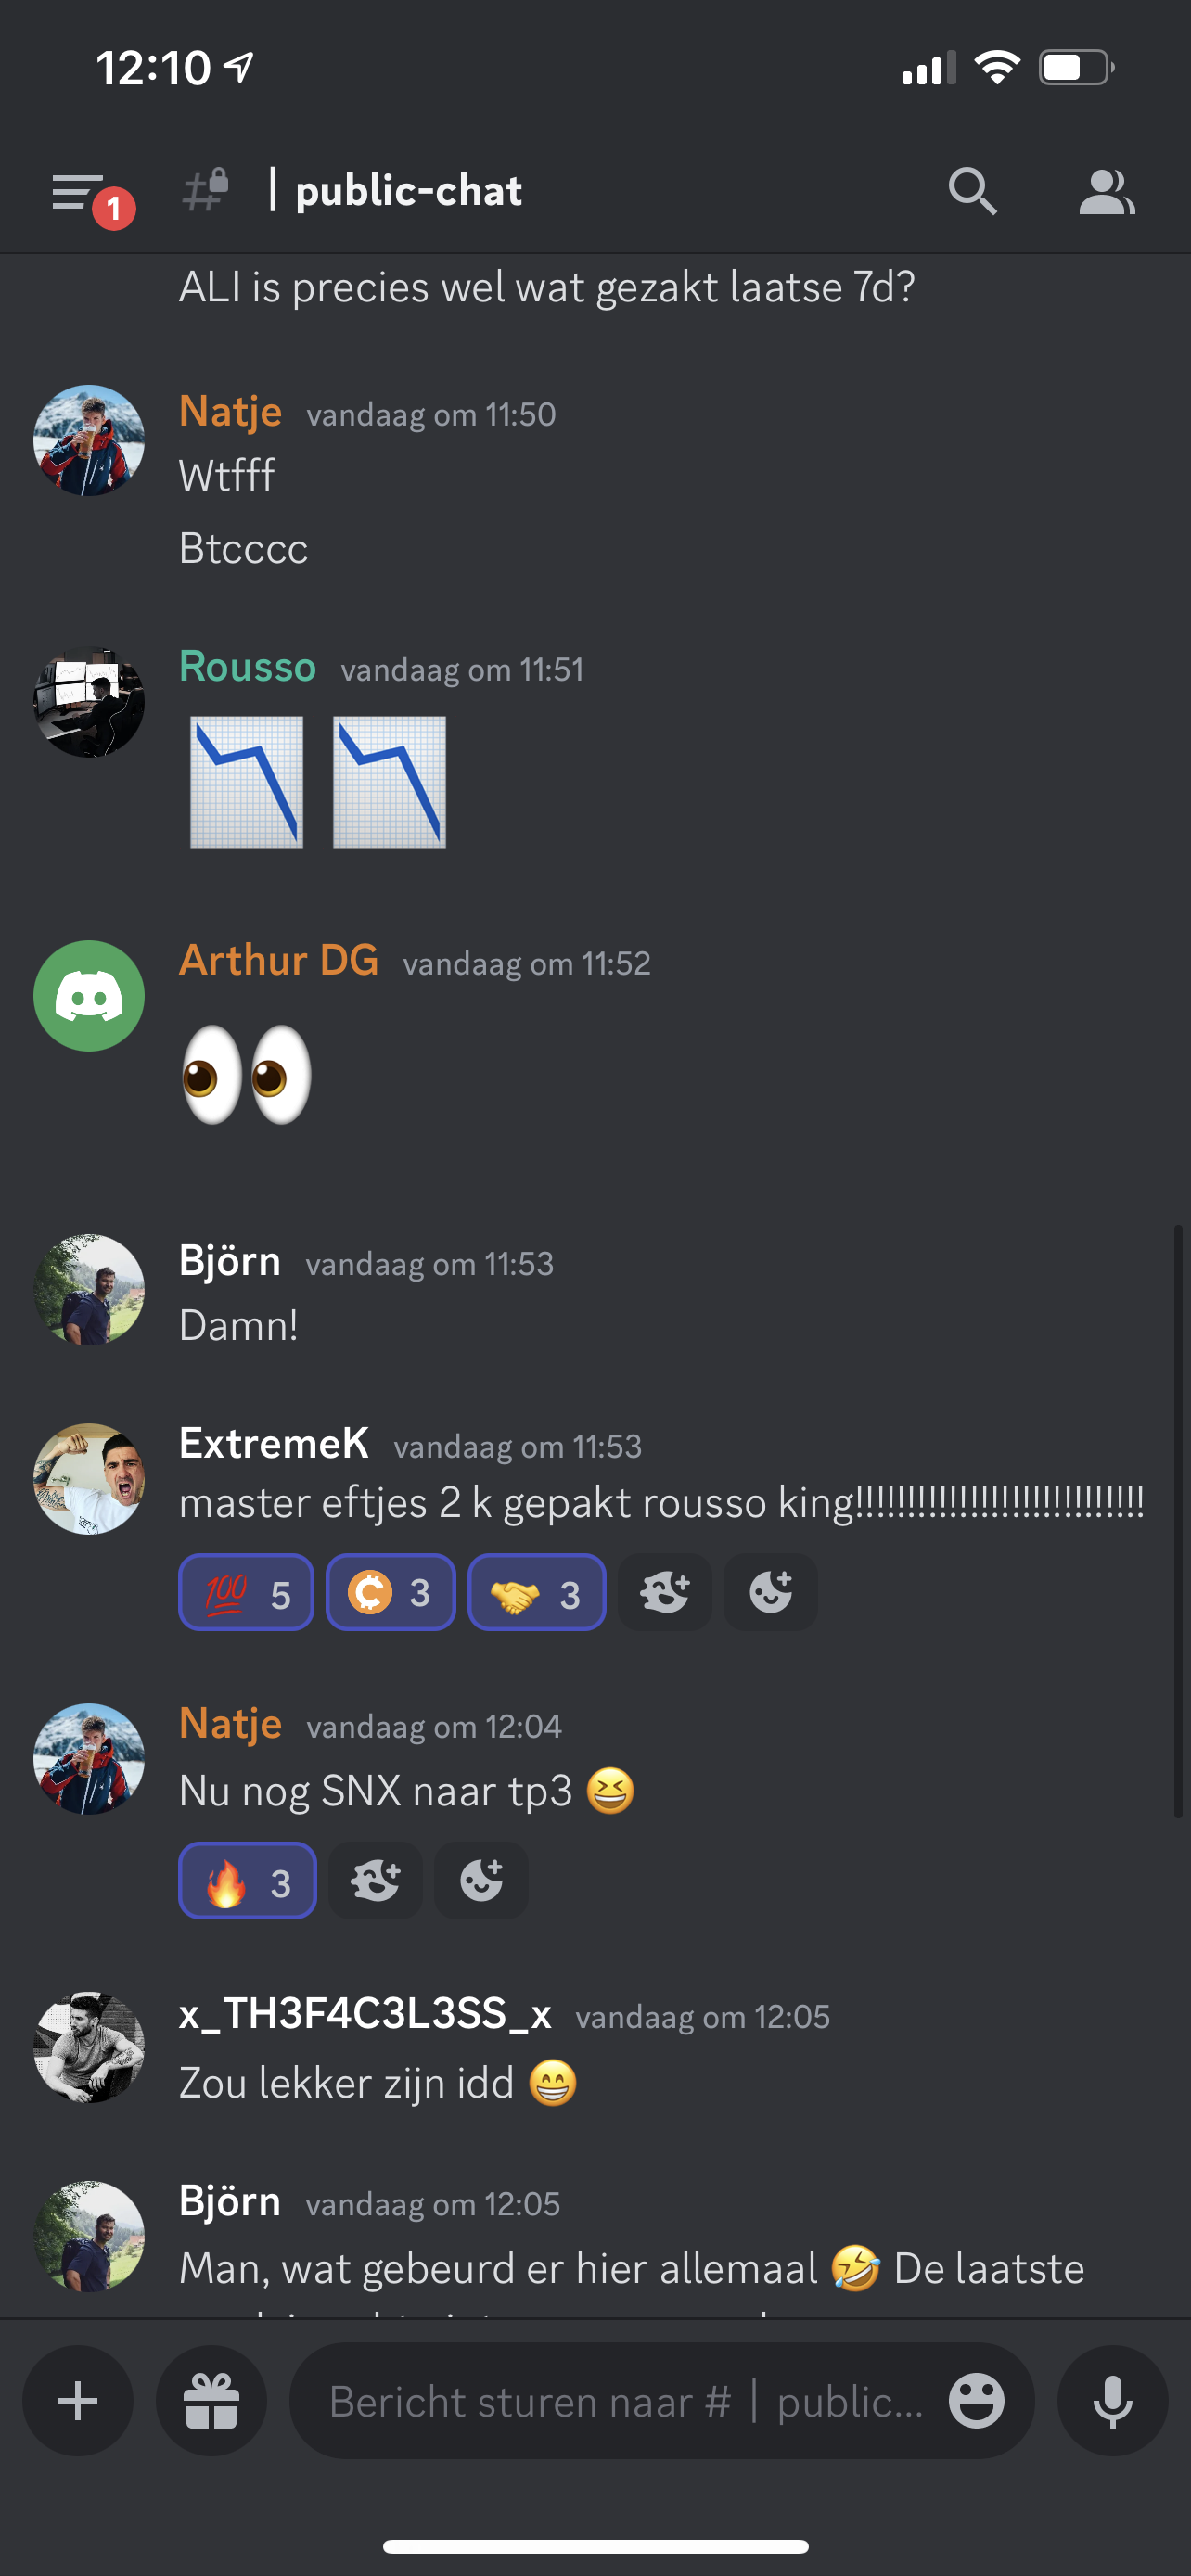 12:10
1
| public-chat
ALI is precies wel wat gezakt laatse 7d?
Natje vandaag om 11:50
Wtfff
Btcccc
Rousso vandaag om 11:51
Arthur DG vandaag om 11:52
Björn vandaag om 11:53
Damn!
ExtremeK vandaag om 11:53
master eftjes 2 k gepakt rousso king!!!!!!!!!!!!!!!!!!!!!!!!!!!!
💯 5 3 3
Natje vandaag om 12:04
Nu nog SNX naar tp3 😆
3
x_TH3F4C3L3SS_x vandaag om 12:05
Zou lekker zijn idd 😁
Björn vandaag om 12:05
Man, wat gebeurd er hier allemaal 🤣 De laatste
Bericht sturen naar # | public...